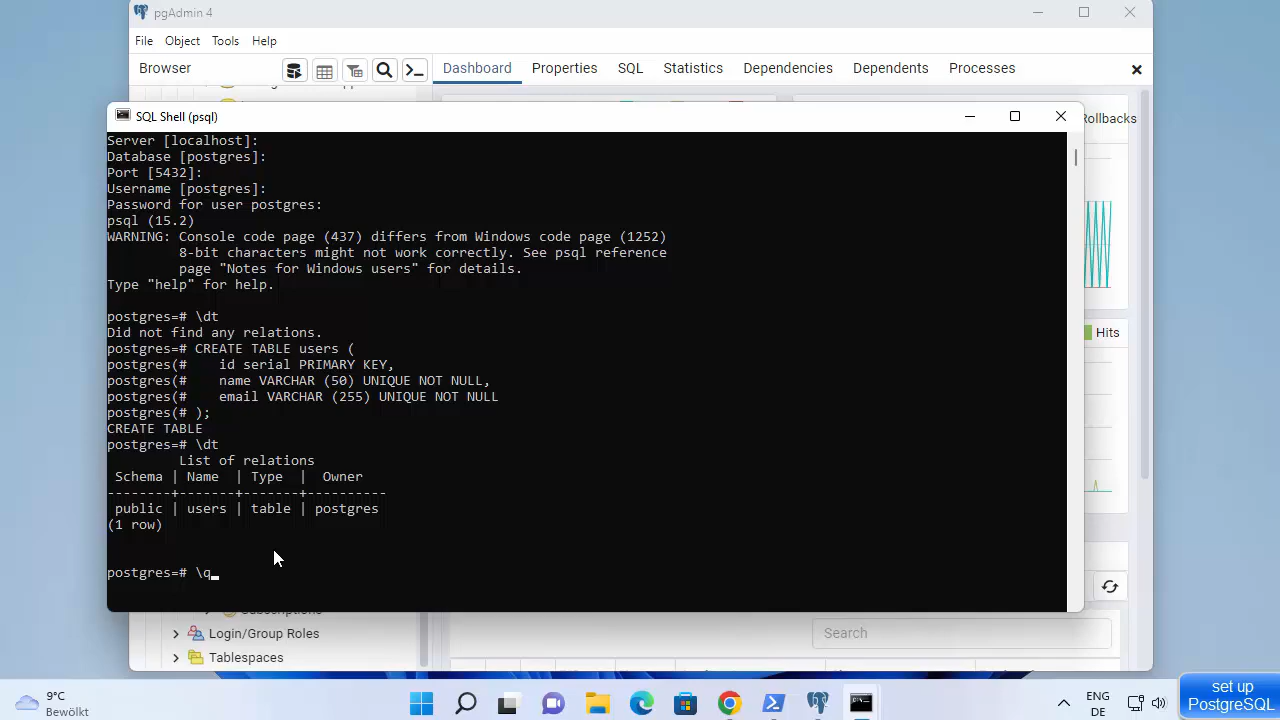 pgAdmin 4
File Object Tools Help
Browser
Dashboard Properties SQL Statistics Dependencies Dependents Processes
SQL Shell (psql)
Rollbacks
Server [localhost]:
Database [postgres]:
Port [5432]:
Username [postgres]:
Password for user postgres:
psql (15.2)
WARNING: Console code page (437) differs from Windows code page (1252)
         8-bit characters might not work correctly. See psql reference
         page "Notes for Windows users" for details.
Type "help" for help.
postgres=# \dt
Did not find any relations.
postgres=# CREATE TABLE users (
postgres(#    id serial PRIMARY KEY,
postgres(#    name VARCHAR (50) UNIQUE NOT NULL,
postgres(#    email VARCHAR (255) UNIQUE NOT NULL
postgres(# );
CREATE TABLE
postgres=# \dt
         List of relations
 Schema | Name  | Type  |  Owner
--------+-------+-------+----------
 public | users | table | postgres
(1 row)
postgres=# \q
Hits
Login/Group Roles
Tablespaces
Search
9°C
Bewölkt
ENG
DE
set up
PostgreSQL